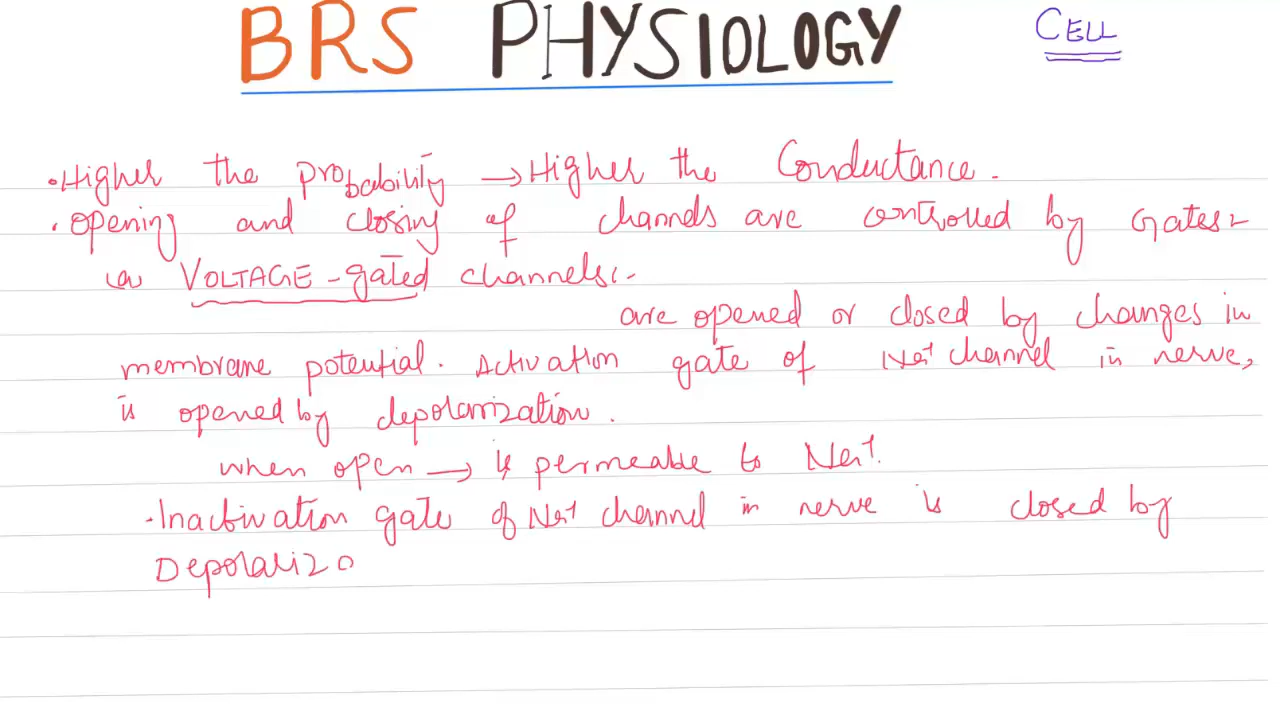 BRS PHYSIOLOGY CELL
• Higher the probability → Higher the Conductance.
• opening and closing of channels are controlled by Gates:-
(a) VOLTAGE-gated channels:-
are opened or closed by changes in
membrane potential. Activation gate of Na+ channel in nerve,
is opened by depolarization.
when open → is permeable to Na+.
• Inactivation gate of Na+ channel in nerve is closed by
Depolariza